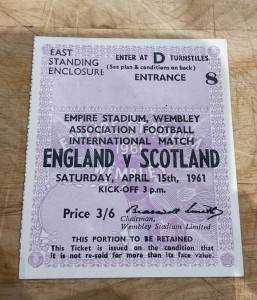 EAST
STANDING
ENCLOSURE
ENTER AT D TURNSTILES
(See plan & conditions on back)
ENTRANCE 8
EMPIRE STADIUM, WEMBLEY
ASSOCIATION FOOTBALL
INTERNATIONAL MATCH
ENGLAND v SCOTLAND
SATURDAY, APRIL 15th, 1961
KICK-OFF 3 p.m.
Price 3/6
Chairman,
Wembley Stadium Limited
THIS PORTION TO BE RETAINED
This Ticket is issued on the condition that
it is not re-sold for more than its face value.